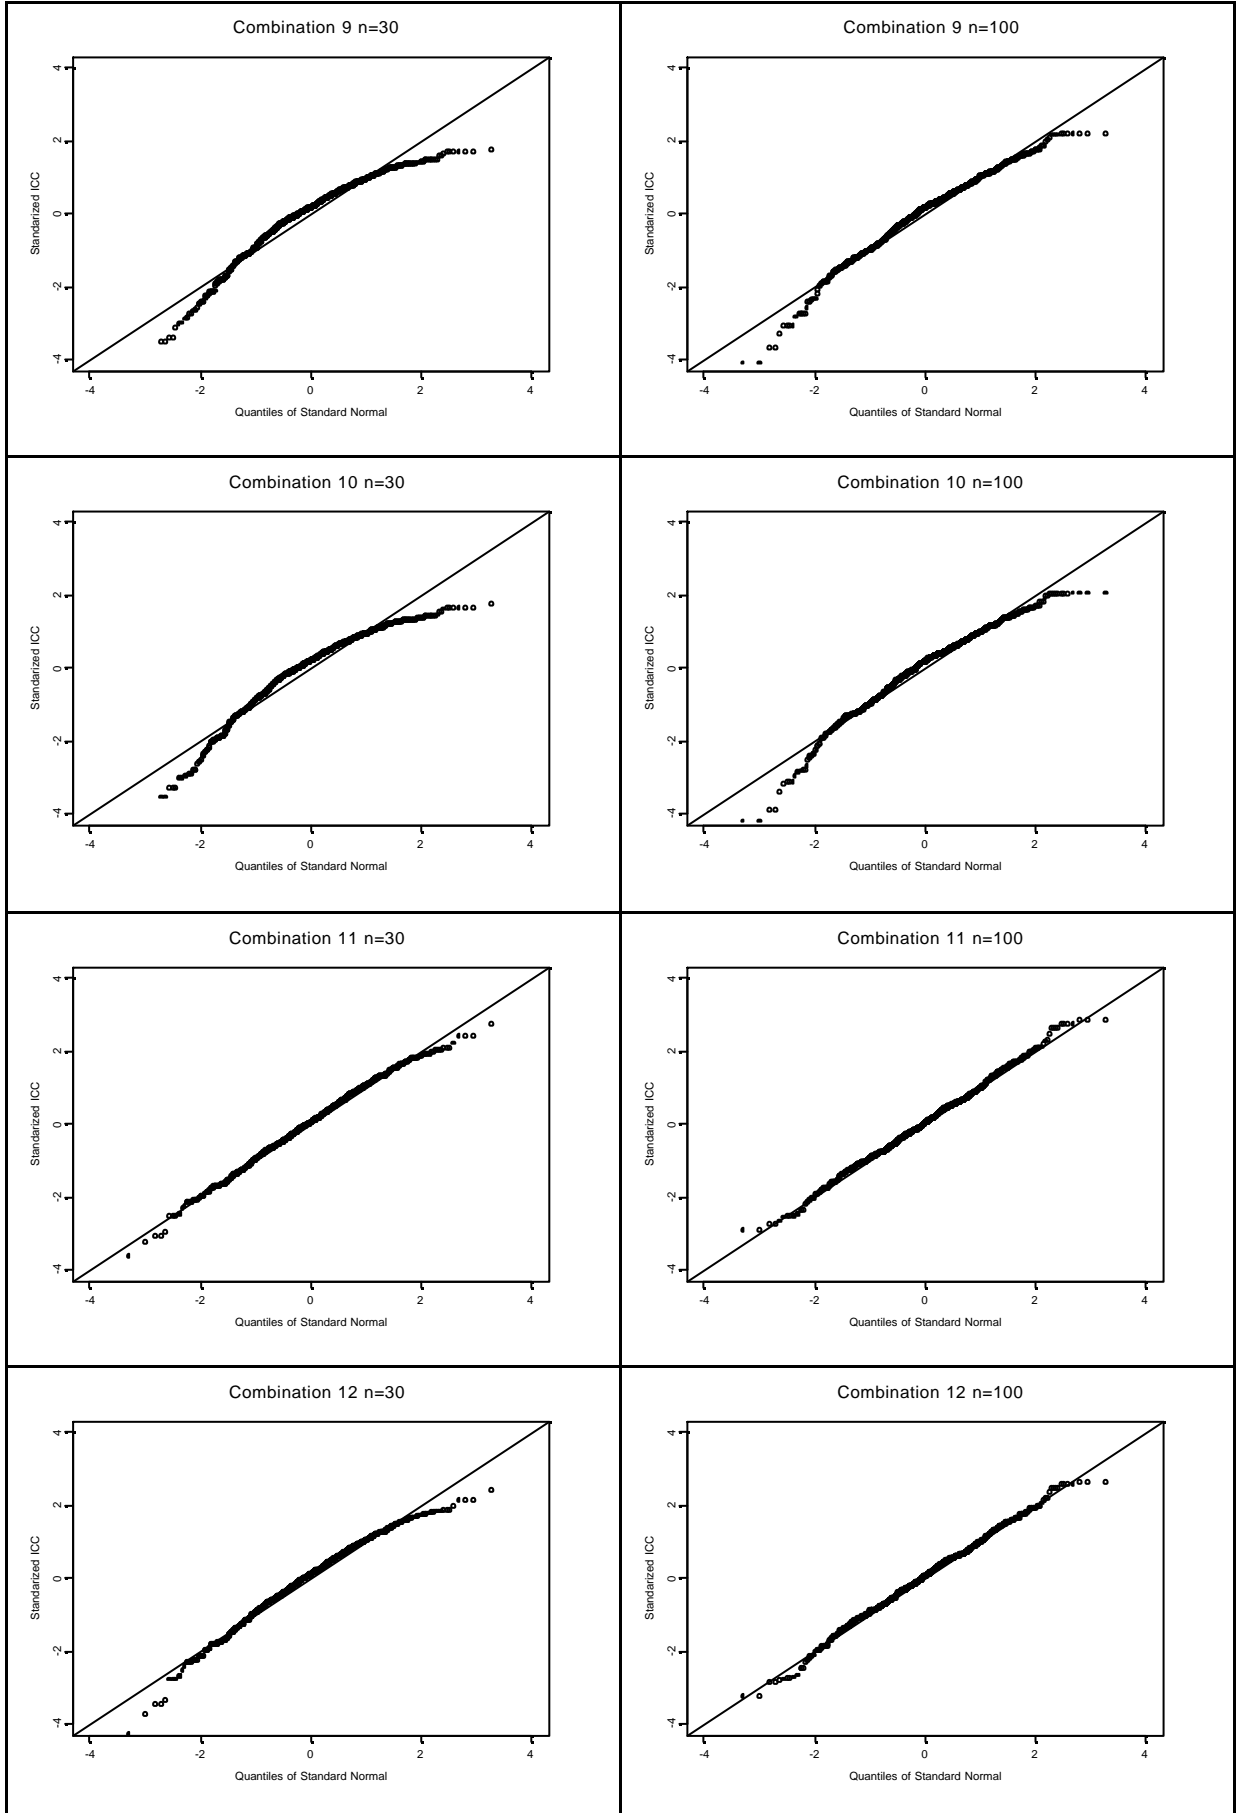 Combination 9 n=30
4
2
0
-2
-4
Standarized ICC
-4 -2 0 2 4
Quantiles of Standard Normal
Combination 9 n=100
4
2
0
-2
-4
Standarized ICC
-4 -2 0 2 4
Quantiles of Standard Normal
Combination 10 n=30
4
2
0
-2
-4
Standarized ICC
-4 -2 0 2 4
Quantiles of Standard Normal
Combination 10 n=100
4
2
0
-2
-4
Standarized ICC
-4 -2 0 2 4
Quantiles of Standard Normal
Combination 11 n=30
4
2
0
-2
-4
Standarized ICC
-4 -2 0 2 4
Quantiles of Standard Normal
Combination 11 n=100
4
2
0
-2
-4
Standarized ICC
-4 -2 0 2 4
Quantiles of Standard Normal
Combination 12 n=30
4
2
0
-2
-4
Standarized ICC
-4 -2 0 2 4
Quantiles of Standard Normal
Combination 12 n=100
4
2
0
-2
-4
Standarized ICC
-4 -2 0 2 4
Quantiles of Standard Normal